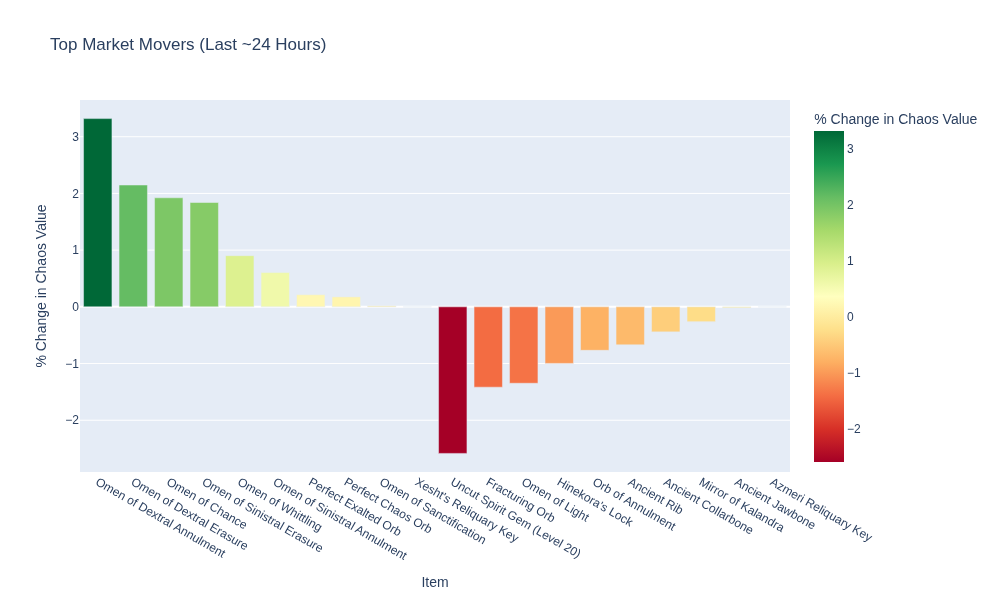 Top Market Movers (Last ~24 Hours)
% Change in Chaos Value
3
2
1
0
−1
−2
Omen of Dextral Annulment
Omen of Dextral Erasure
Omen of Chance
Omen of Sinistral Erasure
Omen of Whittling
Omen of Sinistral Annulment
Perfect Exalted Orb
Perfect Chaos Orb
Omen of Sanctification
Xesht's Reliquary Key
Uncut Spirit Gem (Level 20)
Fracturing Orb
Omen of Light
Hinekora's Lock
Orb of Annulment
Ancient Rib
Ancient Collarbone
Mirror of Kalandra
Ancient Jawbone
Azmeri Reliquary Key
Item
% Change in Chaos Value
3
2
1
0
−1
−2